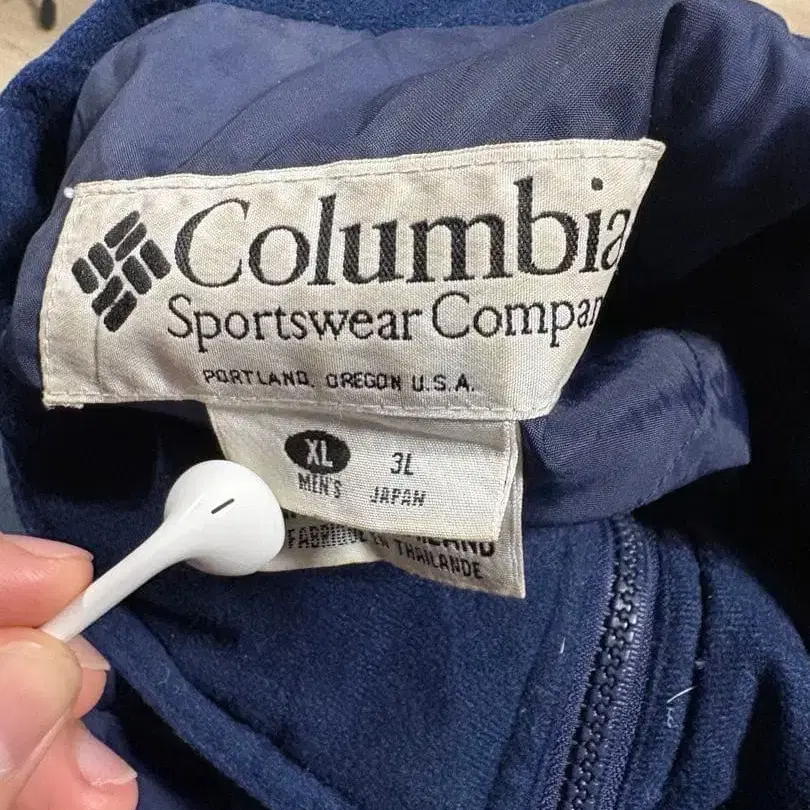 Columbia
Sportswear Compan
PORTLAND, OREGON U.S.A.
XL 3L
MEN'S JAPAN
FABRIQUE EN THAILANDE